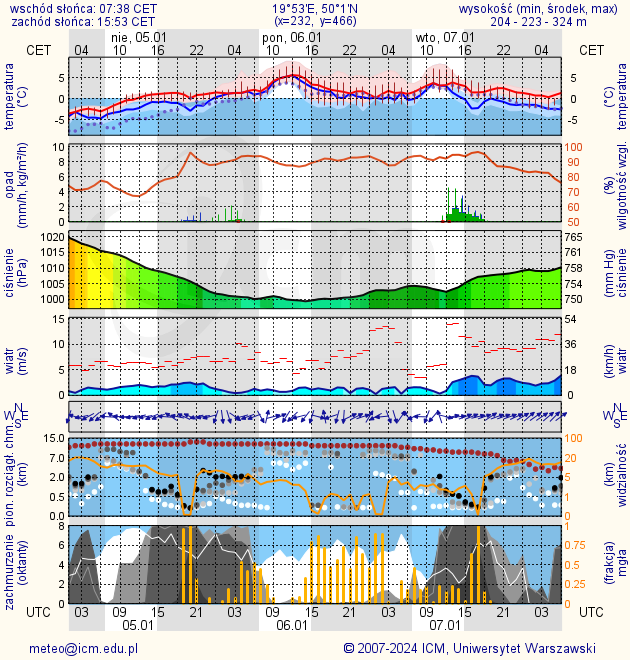 wschód słońca: 07:38 CET 19°53'E, 50°1'N wysokość (min, środek, max)
zachód słońca: 15:53 CET (x=232, y=466) 204 - 223 - 324 m
nie, 05.01 pon, 06.01 wto, 07.01
CET 04 10 16 22 04 10 16 22 04 10 16 22 04 CET
temperatura (°C) 5 0 -5 5 0 -5 (°C) temperatura
opad (mm/h, kg/m²/h) 10 8 6 4 2 0 100 90 80 70 60 50 (%) wilgotność wzgl.
ciśnienie (hPa) 1020 1015 1010 1005 1000 765 761 758 754 750 (mm Hg) ciśnienie
wiatr (m/s) 15 10 5 0 54 36 18 0 (km/h) wiatr
N W E S N W E S
pion. rozciągł. chm. (km) 15.0 7.0 2.0 0.5 0.0 100 20 5 1 0 (km) widzialność
zachmurzenie (oktanty) 8 6 4 2 0 1 0.75 0.5 0.25 0 (frakcja) mgła
UTC 03 09 15 21 03 09 15 21 03 09 15 21 03 UTC
05.01 06.01 07.01
meteo@icm.edu.pl © 2007-2024 ICM, Uniwersytet Warszawski